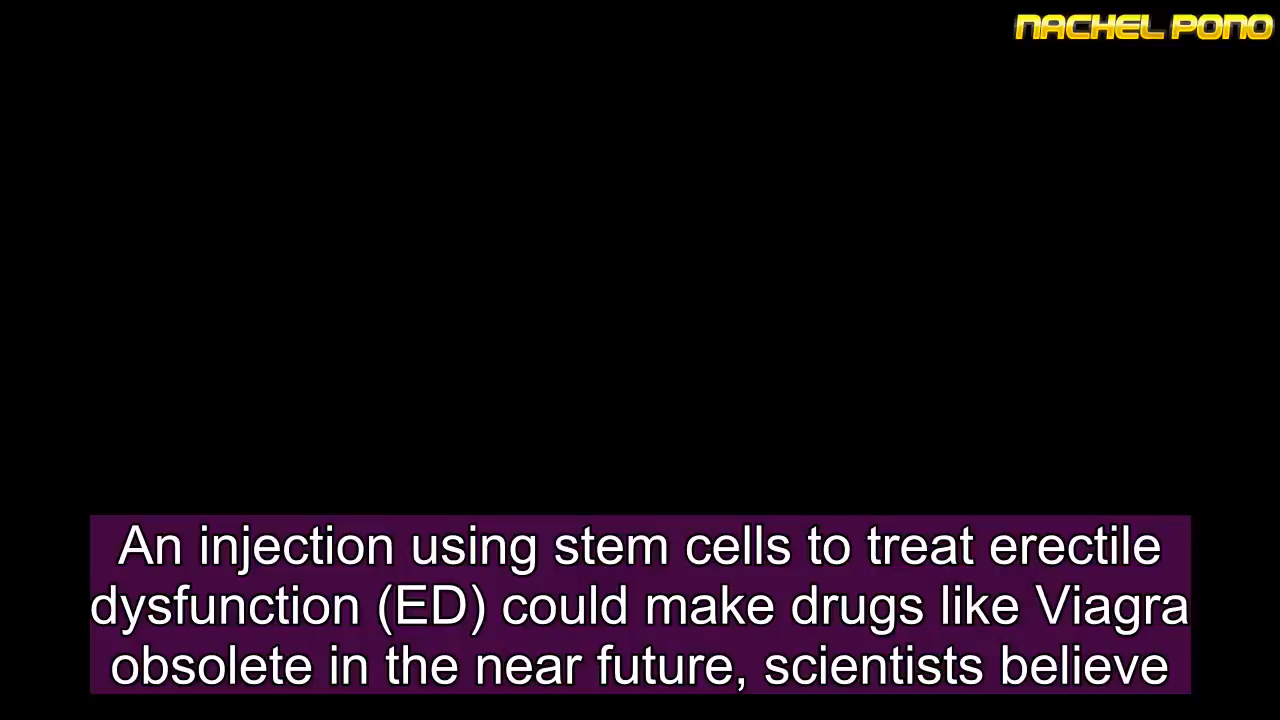 NACHEL PONO
An injection using stem cells to treat erectile
dysfunction (ED) could make drugs like Viagra
obsolete in the near future, scientists believe